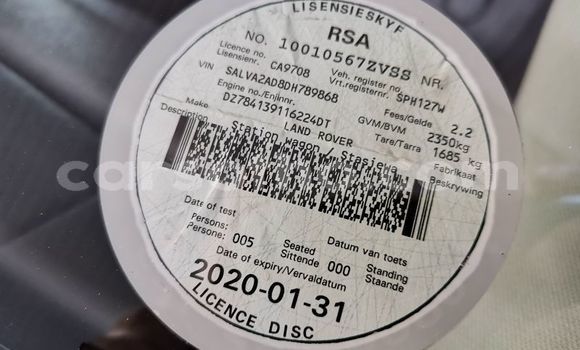 LISENSIESKYF
RSA
NO. 10010567ZVSS NR.
Licence no. CA9708 Veh. register no. SPH127W
Lisensienr. Vrt.registernr.
VIN SALVA2AD8DH789868 Fees/Gelde 2.2
Engine no./Enjinnr. GVM/BVM 2350kg
DZ784139116224DT Tare/Tarra 1685 kg
Make LAND ROVER Fabrikaat
Description Station wagon / Stasiewa Beskrywing
Date of test Datum van toets
Persons: Seated Standing
Persone: 005 Sittende 000 Staande
Date of expiry/Vervaldatum
2020-01-31
LICENCE DISC